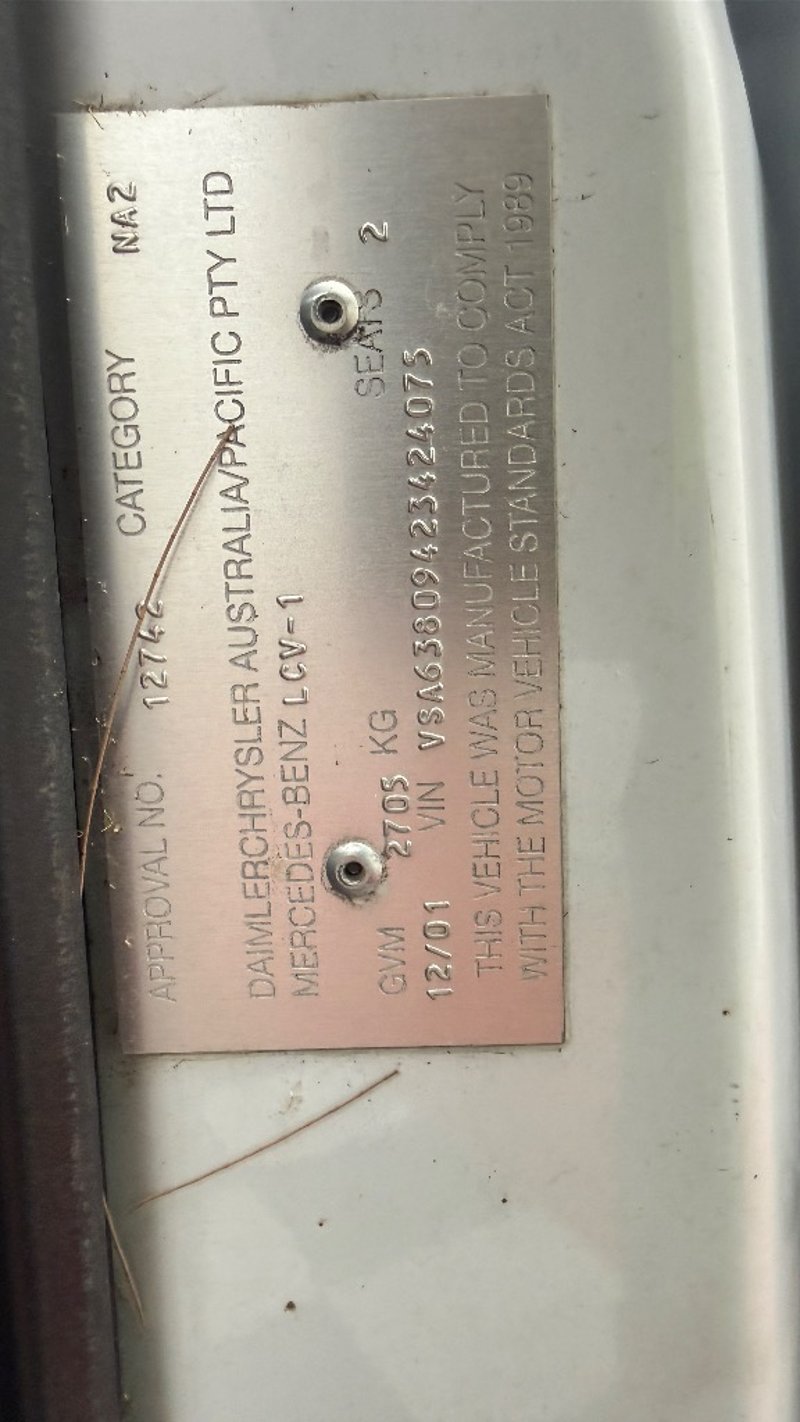 APPROVAL NO. 12742 CATEGORY NA2
DAIMLERCHRYSLER AUSTRALIA/PACIFIC PTY LTD
MERCEDES-BENZ LCV-1
GVM 2705 KG SEATS 2
12/01 VIN VSA63809423424075
THIS VEHICLE WAS MANUFACTURED TO COMPLY
WITH THE MOTOR VEHICLE STANDARDS ACT 1989